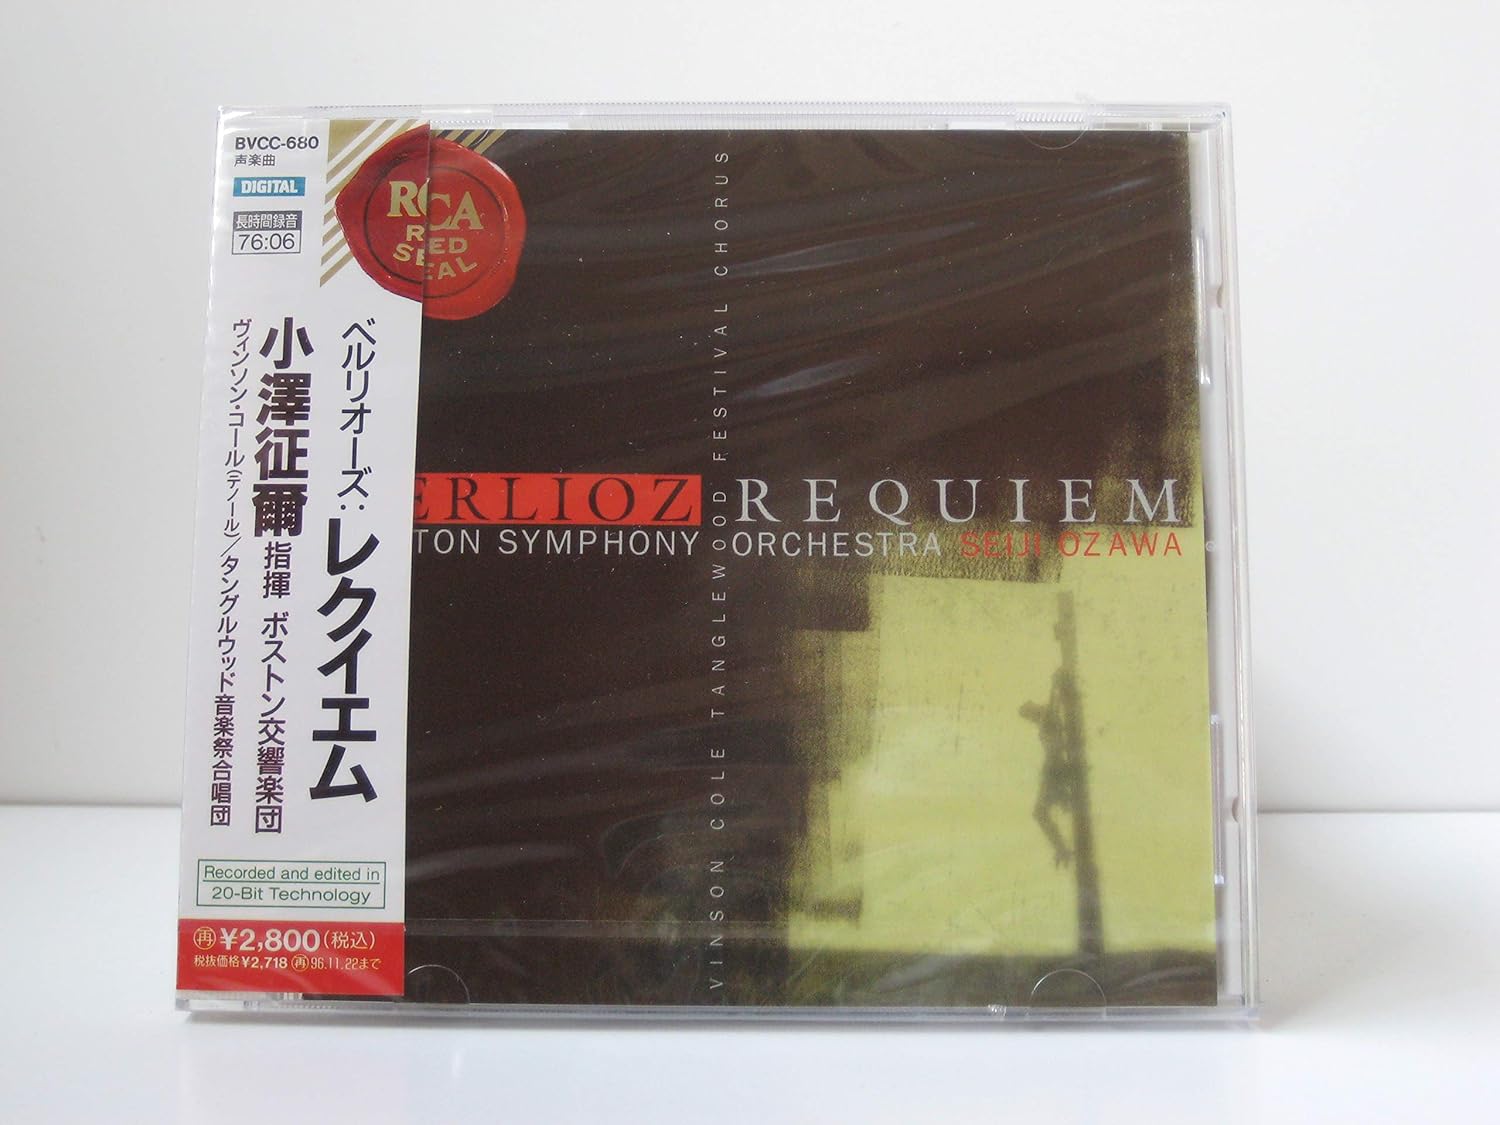 BVCC-680
声楽曲
DIGITAL
長時間録音
76:06
RCA
RED
SEAL
ベルリオーズ:レクイエム
小澤征爾 指揮 ボストン交響楽団
ヴィンソン・コール(テノール)/タングルウッド音楽祭合唱団
Recorded and edited in
20-Bit Technology
再 ¥2,800(税込)
税抜価格¥2,718 再 96.11.22まで
ERLIOZ REQUIEM
TON SYMPHONY ORCHESTRA SEIJI OZAWA
VINSON COLE TANGLEWOOD FESTIVAL CHORUS